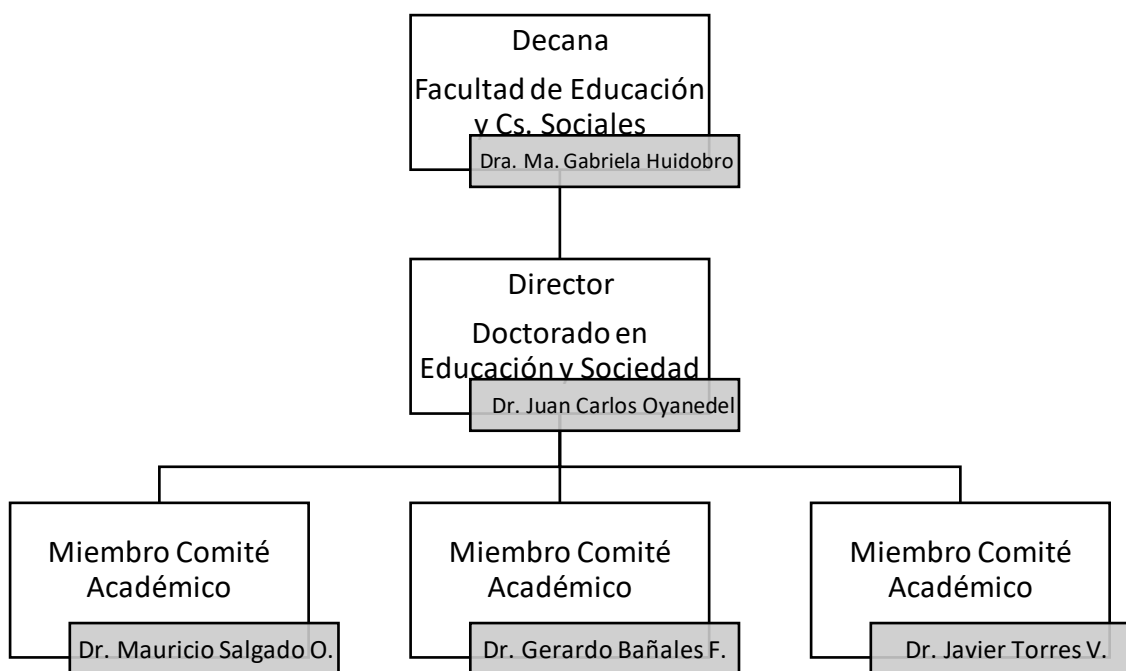 Decana
Facultad de Educación
y Cs. Sociales
Dra. Ma. Gabriela Huidobro
Director
Doctorado en
Educación y Sociedad
Dr. Juan Carlos Oyanedel
Miembro Comité
Académico
Dr. Mauricio Salgado O.
Miembro Comité
Académico
Dr. Gerardo Bañales F.
Miembro Comité
Académico
Dr. Javier Torres V.